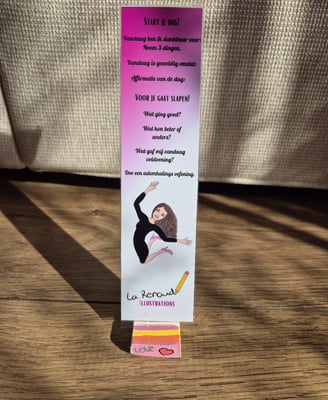 Start je dag!
Vandaag ben ik dankbaar voor:
Noem 3 dingen.
Vandaag is geweldig omdat:
Affirmatie van de dag:
Voor je gaat slapen!
Wat ging goed?
Wat kon beter of
anders?
Wat gaf mij vandaag
voldoening?
Doe een ademhalings oefening.
La Renaud
Illustrations